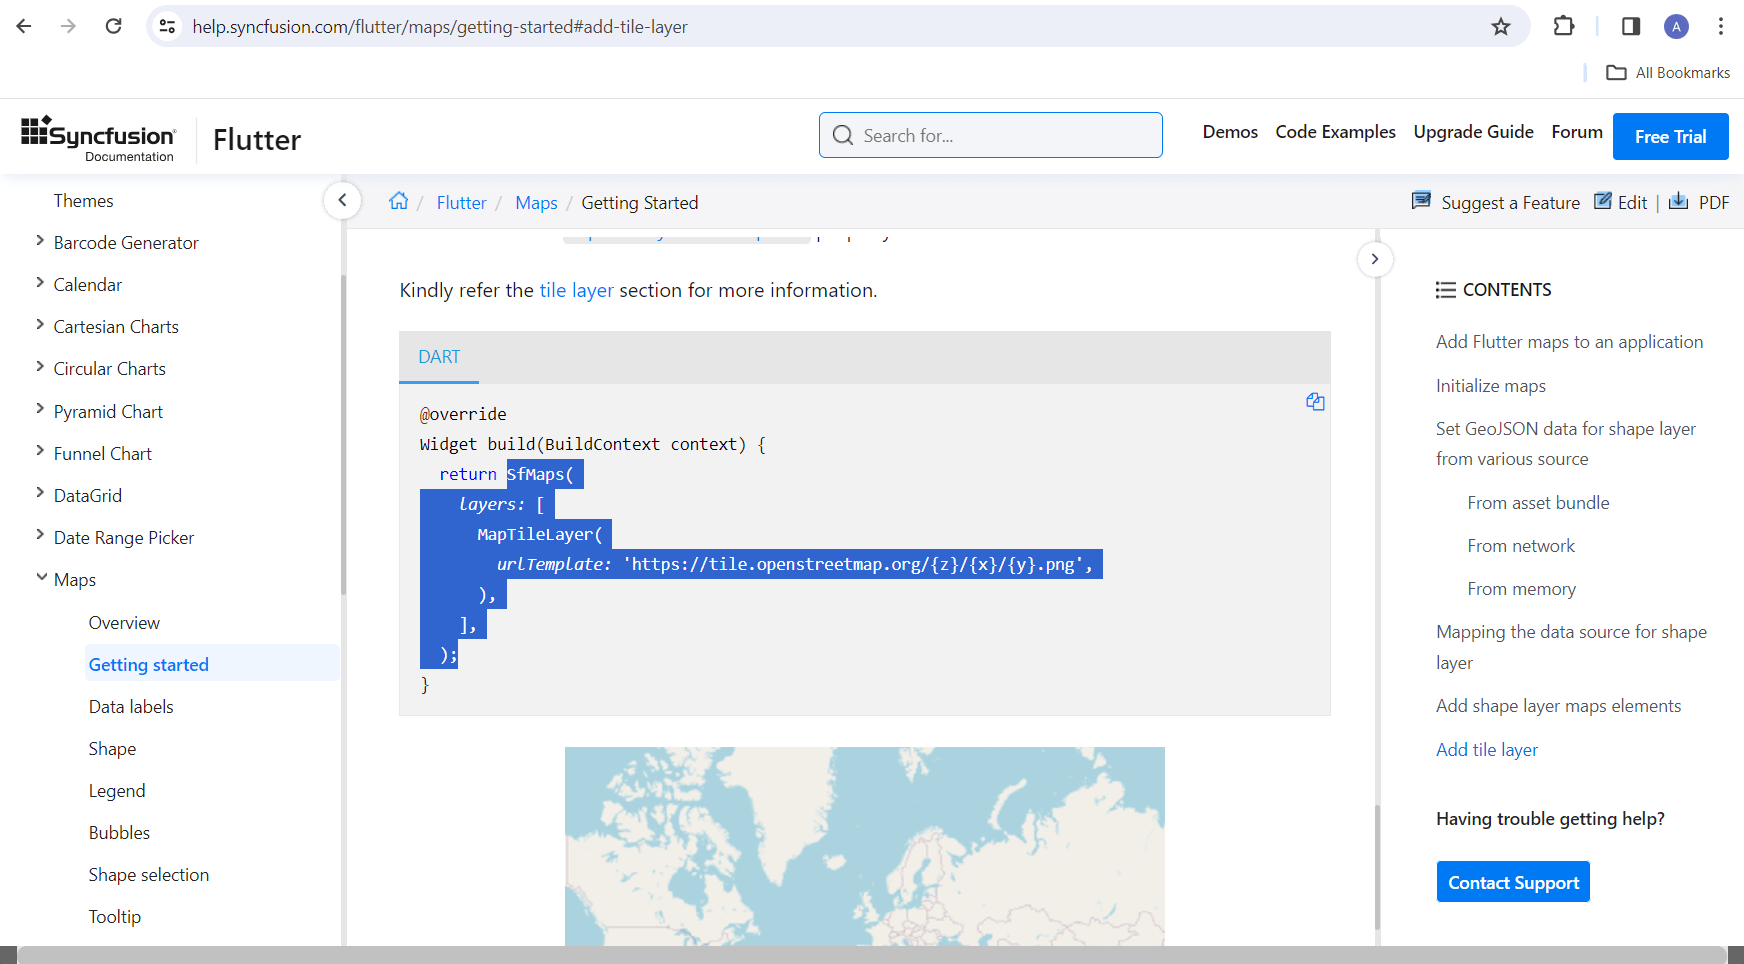 help.syncfusion.com/flutter/maps/getting-started#add-tile-layer
A
All Bookmarks
Syncfusion
Documentation
Flutter
Search for...
Demos
Code Examples
Upgrade Guide
Forum
Free Trial
Themes
Barcode Generator
Calendar
Cartesian Charts
Circular Charts
Pyramid Chart
Funnel Chart
DataGrid
Date Range Picker
Maps
Overview
Getting started
Data labels
Shape
Legend
Bubbles
Shape selection
Tooltip
/ Flutter / Maps / Getting Started
Suggest a Feature
Edit | PDF
Kindly refer the tile layer section for more information.
DART
@override
Widget build(BuildContext context) {
return SfMaps(
layers: [
MapTileLayer(
urlTemplate: 'https://tile.openstreetmap.org/{z}/{x}/{y}.png',
),
],
);
}
CONTENTS
Add Flutter maps to an application
Initialize maps
Set GeoJSON data for shape layer
from various source
From asset bundle
From network
From memory
Mapping the data source for shape
layer
Add shape layer maps elements
Add tile layer
Having trouble getting help?
Contact Support